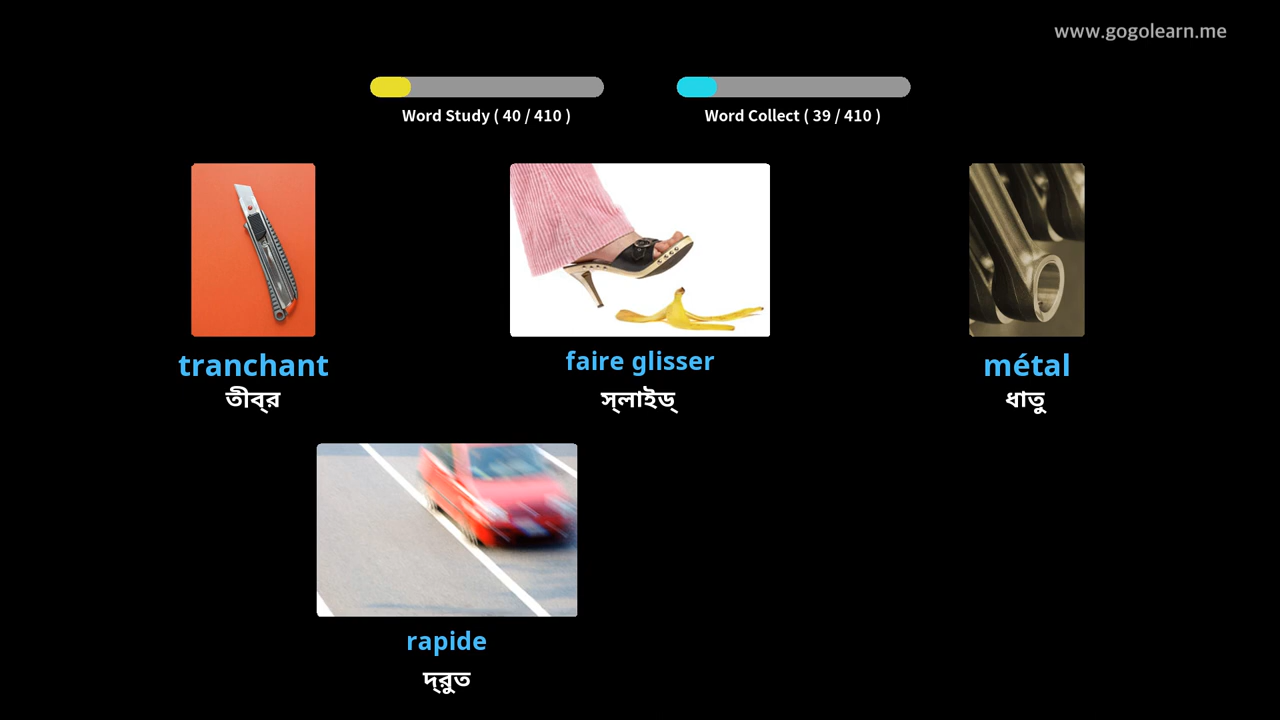 www.gogolearn.me
Word Study ( 40 / 410 )
Word Collect ( 39 / 410 )
tranchant
তীব্র
faire glisser
স্লাইড্
métal
ধাতু
rapide
দ্রুত